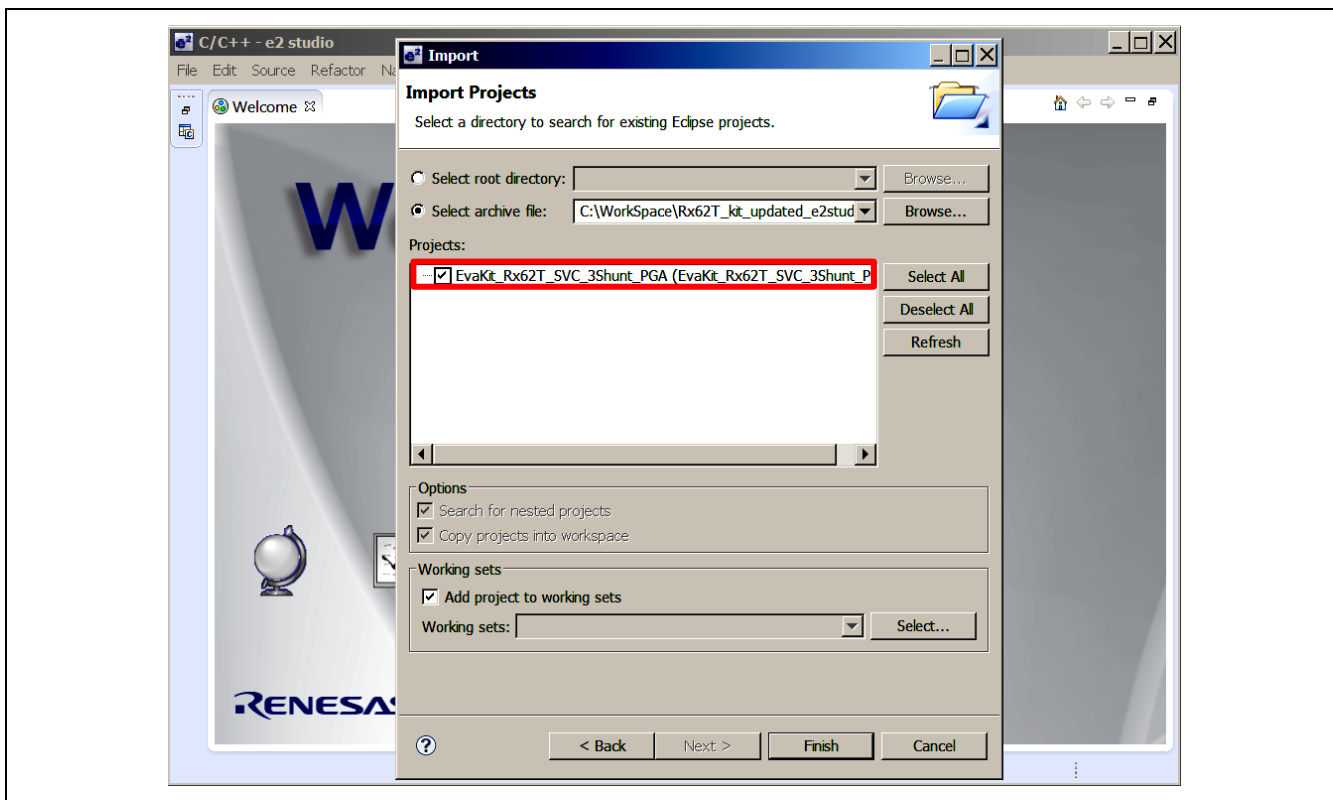 C/C++ - e2 studio
File Edit Source Refactor
Welcome
W
RENESAS
e² Import
Import Projects
Select a directory to search for existing Eclipse projects.
Select root directory: Browse...
Select archive file: C:\WorkSpace\Rx62T_kit_updated_e2stud Browse...
Projects:
EvaKit_Rx62T_SVC_3Shunt_PGA (EvaKit_Rx62T_SVC_3Shunt_P
Select All
Deselect All
Refresh
Options
Search for nested projects
Copy projects into workspace
Working sets
Add project to working sets
Working sets: Select...
? < Back Next > Finish Cancel